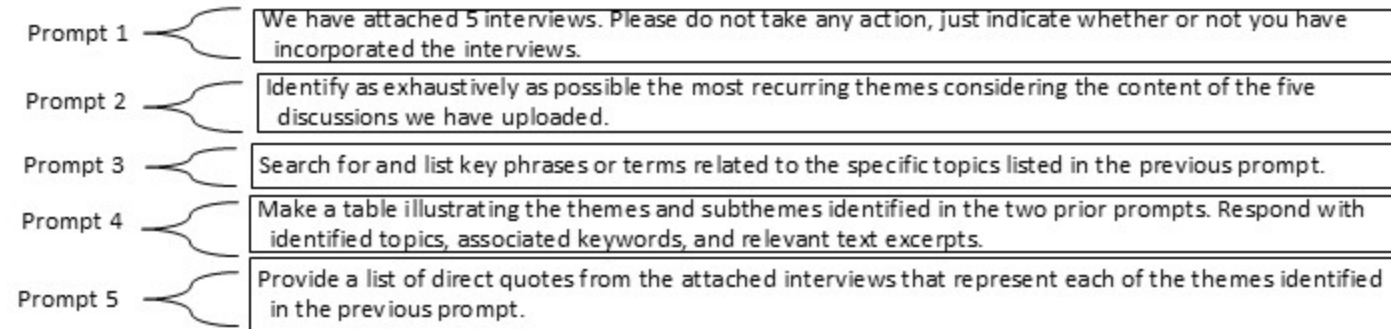 Prompt 1
We have attached 5 interviews. Please do not take any action, just indicate whether or not you have
incorporated the interviews.
Prompt 2
Identify as exhaustively as possible the most recurring themes considering the content of the five
discussions we have uploaded.
Prompt 3
Search for and list key phrases or terms related to the specific topics listed in the previous prompt.
Prompt 4
Make a table illustrating the themes and subthemes identified in the two prior prompts. Respond with
identified topics, associated keywords, and relevant text excerpts.
Prompt 5
Provide a list of direct quotes from the attached interviews that represent each of the themes identified
in the previous prompt.